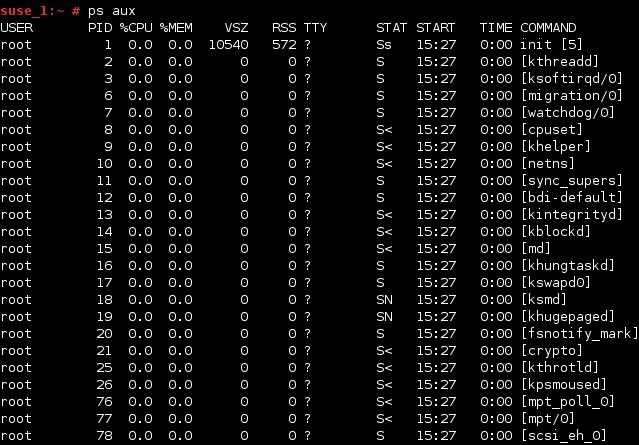 suse_1:~ # ps aux
USER PID %CPU %MEM VSZ RSS TTY STAT START TIME COMMAND
root 1 0.0 0.0 10540 572 ? Ss 15:27 0:00 init [5]
root 2 0.0 0.0 0 0 ? S 15:27 0:00 [kthreadd]
root 3 0.0 0.0 0 0 ? S 15:27 0:00 [ksoftirqd/0]
root 6 0.0 0.0 0 0 ? S 15:27 0:00 [migration/0]
root 7 0.0 0.0 0 0 ? S 15:27 0:00 [watchdog/0]
root 8 0.0 0.0 0 0 ? S< 15:27 0:00 [cpuset]
root 9 0.0 0.0 0 0 ? S< 15:27 0:00 [khelper]
root 10 0.0 0.0 0 0 ? S< 15:27 0:00 [netns]
root 11 0.0 0.0 0 0 ? S 15:27 0:00 [sync_supers]
root 12 0.0 0.0 0 0 ? S 15:27 0:00 [bdi-default]
root 13 0.0 0.0 0 0 ? S< 15:27 0:00 [kintegrityd]
root 14 0.0 0.0 0 0 ? S< 15:27 0:00 [kblockd]
root 15 0.0 0.0 0 0 ? S< 15:27 0:00 [md]
root 16 0.0 0.0 0 0 ? S 15:27 0:00 [khungtaskd]
root 17 0.0 0.0 0 0 ? S 15:27 0:00 [kswapd0]
root 18 0.0 0.0 0 0 ? SN 15:27 0:00 [ksmd]
root 19 0.0 0.0 0 0 ? SN 15:27 0:00 [khugepaged]
root 20 0.0 0.0 0 0 ? S 15:27 0:00 [fsnotify_mark]
root 21 0.0 0.0 0 0 ? S< 15:27 0:00 [crypto]
root 25 0.0 0.0 0 0 ? S< 15:27 0:00 [kthrotld]
root 26 0.0 0.0 0 0 ? S< 15:27 0:00 [kpsmoused]
root 76 0.0 0.0 0 0 ? S< 15:27 0:00 [mpt_poll_0]
root 77 0.0 0.0 0 0 ? S< 15:27 0:00 [mpt/0]
root 78 0.0 0.0 0 0 ? S 15:27 0:00 [scsi_eh_0]